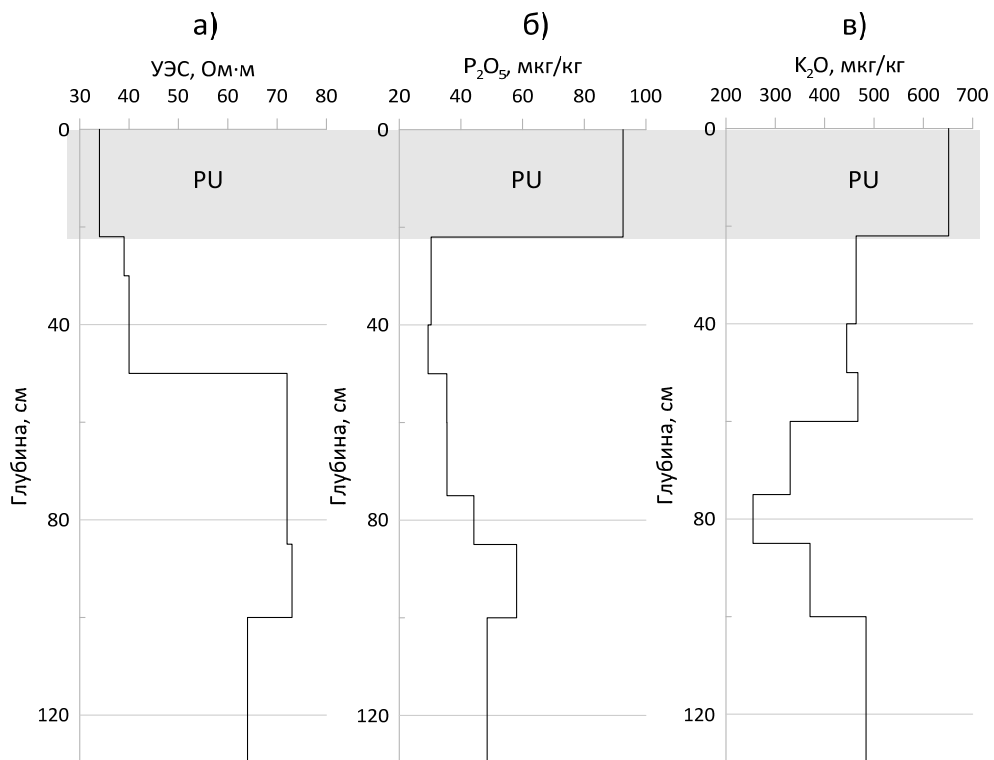 а) б) в)
УЭС, Ом·м P₂O₅, мкг/кг K₂O, мкг/кг
30 40 50 60 70 80 20 40 60 80 100 200 300 400 500 600 700
0 0 0
PU PU PU
40 40 40
Глубина, см Глубина, см Глубина, см
80 80 80
120 120 120